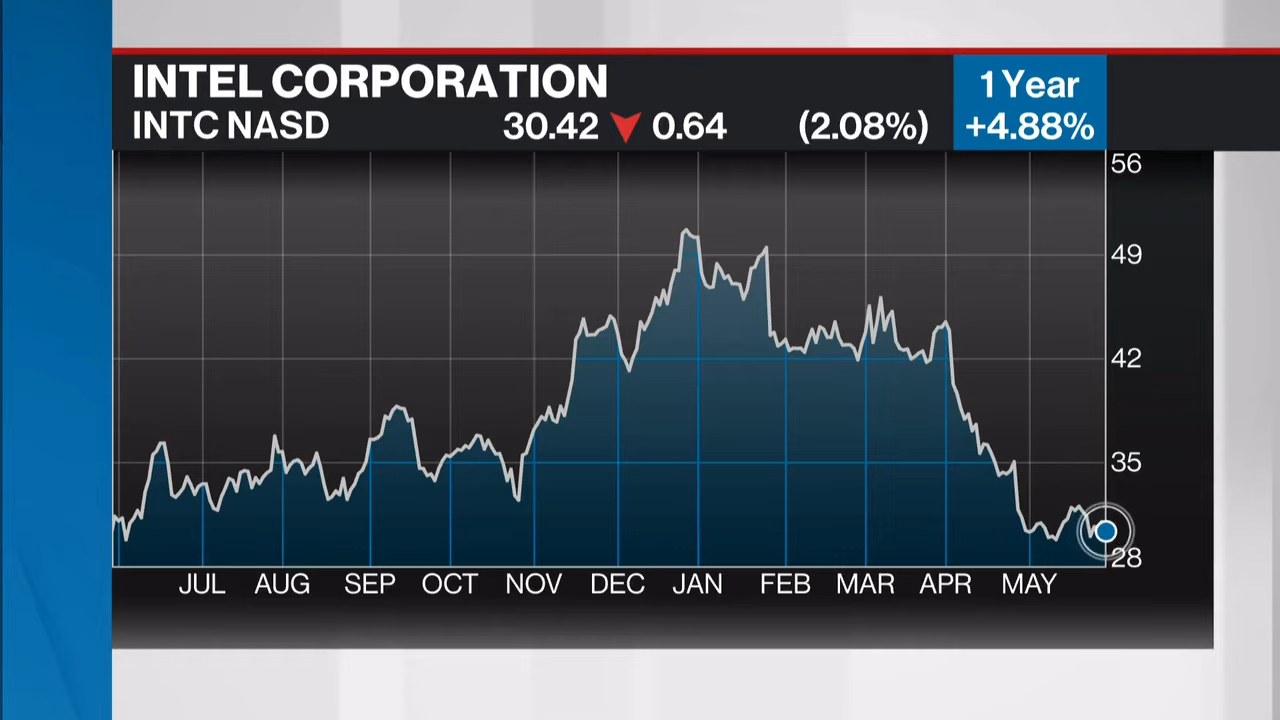 INTEL CORPORATION
INTC NASD 30.42 0.64 (2.08%)
1 Year
+4.88%
56
49
42
35
28
JUL AUG SEP OCT NOV DEC JAN FEB MAR APR MAY